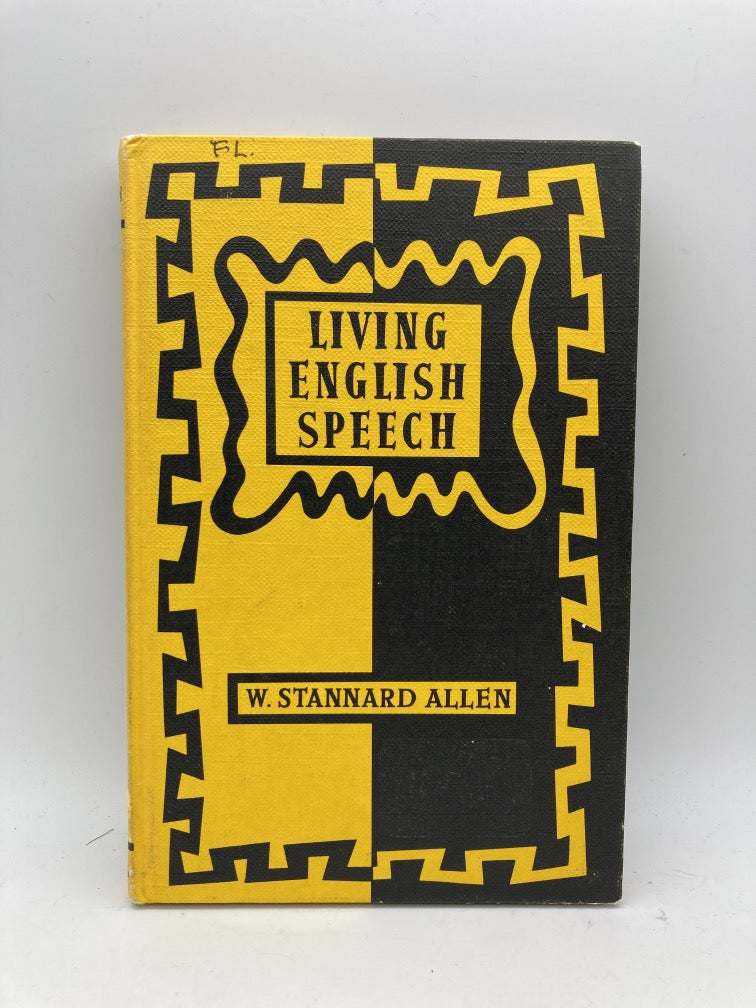 FL.
LIVING
ENGLISH
SPEECH
W. STANNARD ALLEN